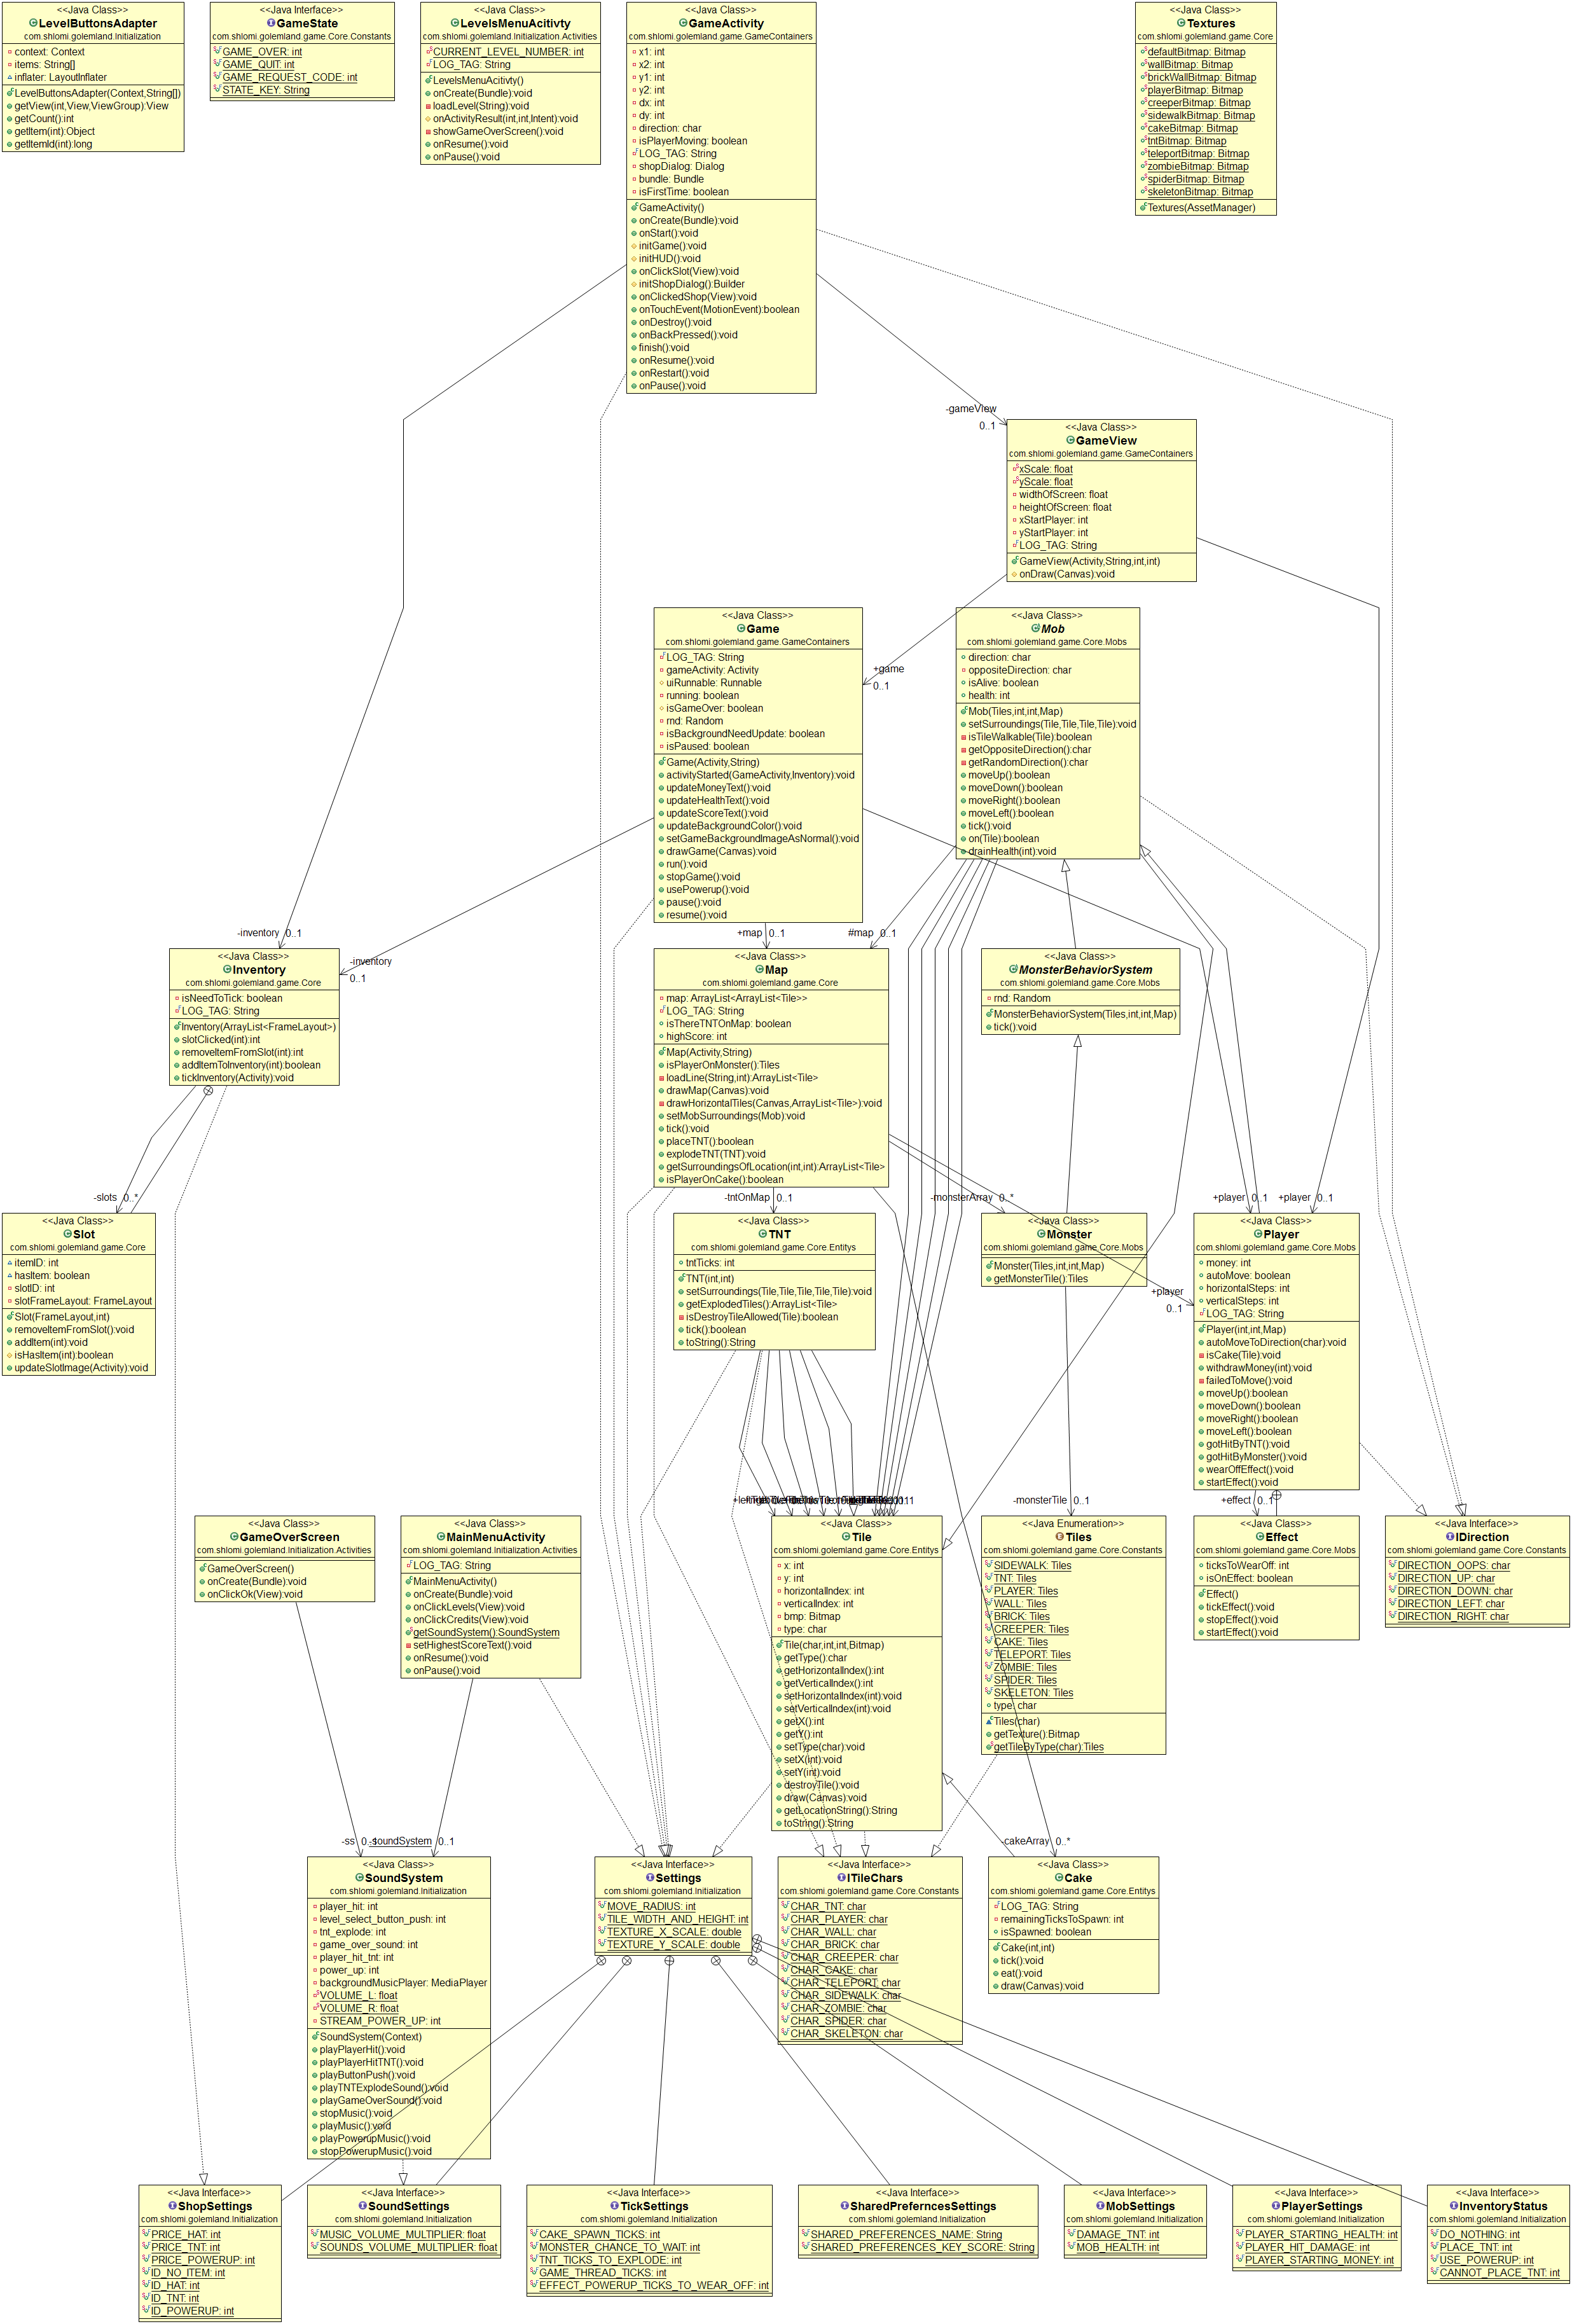 <<Java Class>>
LevelButtonsAdapter
com.shlomi.golemland.Initialization
context: Context
items: String[]
inflater: LayoutInflater
LevelButtonsAdapter(Context,String[])
getView(int,View,ViewGroup):View
getCount():int
getItem(int):Object
getItemId(int):long
<<Java Interface>>
GameState
com.shlomi.golemland.game.Core.Constants
GAME_OVER: int
GAME_QUIT: int
GAME_REQUEST_CODE: int
STATE_KEY: String
<<Java Class>>
LevelsMenuAcitivty
com.shlomi.golemland.Initialization.Activities
CURRENT_LEVEL_NUMBER: int
LOG_TAG: String
LevelsMenuAcitivty()
onCreate(Bundle):void
loadLevel(String):void
onActivityResult(int,int,Intent):void
showGameOverScreen():void
onResume():void
onPause():void
<<Java Class>>
GameActivity
com.shlomi.golemland.game.GameContainers
x1: int
x2: int
y1: int
y2: int
dx: int
dy: int
direction: char
isPlayerMoving: boolean
LOG_TAG: String
shopDialog: Dialog
bundle: Bundle
isFirstTime: boolean
GameActivity()
onCreate(Bundle):void
onStart():void
initGame():void
initHUD():void
onClickSlot(View):void
initShopDialog():Builder
onClickedShop(View):void
onTouchEvent(MotionEvent):boolean
onDestroy():void
onBackPressed():void
finish():void
onResume():void
onRestart():void
onPause():void
<<Java Class>>
Textures
com.shlomi.golemland.game.Core
defaultBitmap: Bitmap
wallBitmap: Bitmap
brickWallBitmap: Bitmap
playerBitmap: Bitmap
creeperBitmap: Bitmap
sidewalkBitmap: Bitmap
cakeBitmap: Bitmap
tntBitmap: Bitmap
teleportBitmap: Bitmap
zombieBitmap: Bitmap
spiderBitmap: Bitmap
skeletonBitmap: Bitmap
Textures(AssetManager)
-gameView
0..1
<<Java Class>>
GameView
com.shlomi.golemland.game.GameContainers
xScale: float
yScale: float
widthOfScreen: float
heightOfScreen: float
xStartPlayer: int
yStartPlayer: int
LOG_TAG: String
GameView(Activity,String,int,int)
onDraw(Canvas):void
<<Java Class>>
Game
com.shlomi.golemland.game.GameContainers
LOG_TAG: String
gameActivity: Activity
uiRunnable: Runnable
running: boolean
isGameOver: boolean
rnd: Random
isBackgroundNeedUpdate: boolean
isPaused: boolean
Game(Activity,String)
activityStarted(GameActivity,Inventory):void
updateMoneyText():void
updateHealthText():void
updateScoreText():void
updateBackgroundColor():void
setGameBackgroundImageAsNormal():void
drawGame(Canvas):void
run():void
stopGame():void
usePowerup():void
pause():void
resume():void
+game
0..1
<<Java Class>>
Mob
com.shlomi.golemland.game.Core.Mobs
direction: char
oppositeDirection: char
isAlive: boolean
health: int
Mob(Tiles,int,int,Map)
setSurroundings(Tile,Tile,Tile,Tile):void
isTileWalkable(Tile):boolean
getOppositeDirection():char
getRandomDirection():char
moveUp():boolean
moveDown():boolean
moveRight():boolean
moveLeft():boolean
tick():void
on(Tile):boolean
drainHealth(int):void
-inventory 0..1
-inventory
0..1
+map 0..1
#map 0..1
<<Java Class>>
Inventory
com.shlomi.golemland.game.Core
isNeedToTick: boolean
LOG_TAG: String
Inventory(ArrayList<FrameLayout>)
slotClicked(int):int
removeItemFromSlot(int):int
addItemToInventory(int):boolean
tickInventory(Activity):void
<<Java Class>>
Map
com.shlomi.golemland.game.Core
map: ArrayList<ArrayList<Tile>>
LOG_TAG: String
isThereTNTOnMap: boolean
highScore: int
Map(Activity,String)
isPlayerOnMonster():Tiles
loadLine(String,int):ArrayList<Tile>
drawMap(Canvas):void
drawHorizontalTiles(Canvas,ArrayList<Tile>):void
setMobSurroundings(Mob):void
tick():void
placeTNT():boolean
explodeTNT(TNT):void
getSurroundingsOfLocation(int,int):ArrayList<Tile>
isPlayerOnCake():boolean
<<Java Class>>
MonsterBehaviorSystem
com.shlomi.golemland.game.Core.Mobs
rnd: Random
MonsterBehaviorSystem(Tiles,int,int,Map)
tick():void
-slots 0..*
-tntOnMap 0..1
-monsterArray 0..*
+player 0..1
+player 0..1
+player
0..1
<<Java Class>>
Slot
com.shlomi.golemland.game.Core
itemID: int
hasItem: boolean
slotID: int
slotFrameLayout: FrameLayout
Slot(FrameLayout,int)
removeItemFromSlot():void
addItem(int):void
isHasItem(int):boolean
updateSlotImage(Activity):void
<<Java Class>>
TNT
com.shlomi.golemland.game.Core.Entitys
tntTicks: int
TNT(int,int)
setSurroundings(Tile,Tile,Tile,Tile,Tile):void
getExplodedTiles():ArrayList<Tile>
isDestroyTileAllowed(Tile):boolean
tick():boolean
toString():String
<<Java Class>>
Monster
com.shlomi.golemland.game.Core.Mobs
Monster(Tiles,int,int,Map)
getMonsterTile():Tiles
<<Java Class>>
Player
com.shlomi.golemland.game.Core.Mobs
money: int
autoMove: boolean
horizontalSteps: int
verticalSteps: int
LOG_TAG: String
Player(int,int,Map)
autoMoveToDirection(char):void
isCake(Tile):void
withdrawMoney(int):void
failedToMove():void
moveUp():boolean
moveDown():boolean
moveRight():boolean
moveLeft():boolean
gotHitByTNT():void
gotHitByMonster():void
wearOffEffect():void
startEffect():void
-monsterTile 0..1
+effect 0..1
<<Java Class>>
GameOverScreen
com.shlomi.golemland.Initialization.Activities
GameOverScreen()
onCreate(Bundle):void
onClickOk(View):void
<<Java Class>>
MainMenuActivity
com.shlomi.golemland.Initialization.Activities
LOG_TAG: String
MainMenuActivity()
onCreate(Bundle):void
onClickLevels(View):void
onClickCredits(View):void
getSoundSystem():SoundSystem
setHighestScoreText():void
onResume():void
onPause():void
<<Java Class>>
Tile
com.shlomi.golemland.game.Core.Entitys
x: int
y: int
horizontalIndex: int
verticalIndex: int
bmp: Bitmap
type: char
Tile(char,int,int,Bitmap)
getType():char
getHorizontalIndex():int
getVerticalIndex():int
setHorizontalIndex(int):void
setVerticalIndex(int):void
getX():int
getY():int
setType(char):void
setX(int):void
setY(int):void
destroyTile():void
draw(Canvas):void
getLocationString():String
toString():String
<<Java Enumeration>>
Tiles
com.shlomi.golemland.game.Core.Constants
SIDEWALK: Tiles
TNT: Tiles
PLAYER: Tiles
WALL: Tiles
BRICK: Tiles
CREEPER: Tiles
CAKE: Tiles
TELEPORT: Tiles
ZOMBIE: Tiles
SPIDER: Tiles
SKELETON: Tiles
type: char
Tiles(char)
getTexture():Bitmap
getTileByType(char):Tiles
<<Java Class>>
Effect
com.shlomi.golemland.game.Core.Mobs
ticksToWearOff: int
isOnEffect: boolean
Effect()
tickEffect():void
stopEffect():void
startEffect():void
<<Java Interface>>
IDirection
com.shlomi.golemland.game.Core.Constants
DIRECTION_OOPS: char
DIRECTION_UP: char
DIRECTION_DOWN: char
DIRECTION_LEFT: char
DIRECTION_RIGHT: char
-ss 0..1
-soundSystem 0..1
-cakeArray 0..*
<<Java Class>>
SoundSystem
com.shlomi.golemland.Initialization
player_hit: int
level_select_button_push: int
tnt_explode: int
game_over_sound: int
player_hit_tnt: int
power_up: int
backgroundMusicPlayer: MediaPlayer
VOLUME_L: float
VOLUME_R: float
STREAM_POWER_UP: int
SoundSystem(Context)
playPlayerHit():void
playPlayerHitTNT():void
playButtonPush():void
playTNTExplodeSound():void
playGameOverSound():void
stopMusic():void
playMusic():void
playPowerupMusic():void
stopPowerupMusic():void
<<Java Interface>>
Settings
com.shlomi.golemland.Initialization
MOVE_RADIUS: int
TILE_WIDTH_AND_HEIGHT: int
TEXTURE_X_SCALE: double
TEXTURE_Y_SCALE: double
<<Java Interface>>
ITileChars
com.shlomi.golemland.game.Core.Constants
CHAR_TNT: char
CHAR_PLAYER: char
CHAR_WALL: char
CHAR_BRICK: char
CHAR_CREEPER: char
CHAR_CAKE: char
CHAR_TELEPORT: char
CHAR_SIDEWALK: char
CHAR_ZOMBIE: char
CHAR_SPIDER: char
CHAR_SKELETON: char
<<Java Class>>
Cake
com.shlomi.golemland.game.Core.Entitys
LOG_TAG: String
remainingTicksToSpawn: int
isSpawned: boolean
Cake(int,int)
tick():void
eat():void
draw(Canvas):void
<<Java Interface>>
ShopSettings
com.shlomi.golemland.Initialization
PRICE_HAT: int
PRICE_TNT: int
PRICE_POWERUP: int
ID_NO_ITEM: int
ID_HAT: int
ID_TNT: int
ID_POWERUP: int
<<Java Interface>>
SoundSettings
com.shlomi.golemland.Initialization
MUSIC_VOLUME_MULTIPLIER: float
SOUNDS_VOLUME_MULTIPLIER: float
<<Java Interface>>
TickSettings
com.shlomi.golemland.Initialization
CAKE_SPAWN_TICKS: int
MONSTER_CHANCE_TO_WAIT: int
TNT_TICKS_TO_EXPLODE: int
GAME_THREAD_TICKS: int
EFFECT_POWERUP_TICKS_TO_WEAR_OFF: int
<<Java Interface>>
SharedPreferncesSettings
com.shlomi.golemland.Initialization
SHARED_PREFERENCES_NAME: String
SHARED_PREFERENCES_KEY_SCORE: String
<<Java Interface>>
MobSettings
com.shlomi.golemland.Initialization
DAMAGE_TNT: int
MOB_HEALTH: int
<<Java Interface>>
PlayerSettings
com.shlomi.golemland.Initialization
PLAYER_STARTING_HEALTH: int
PLAYER_HIT_DAMAGE: int
PLAYER_STARTING_MONEY: int
<<Java Interface>>
InventoryStatus
com.shlomi.golemland.Initialization
DO_NOTHING: int
PLACE_TNT: int
USE_POWERUP: int
CANNOT_PLACE_TNT: int